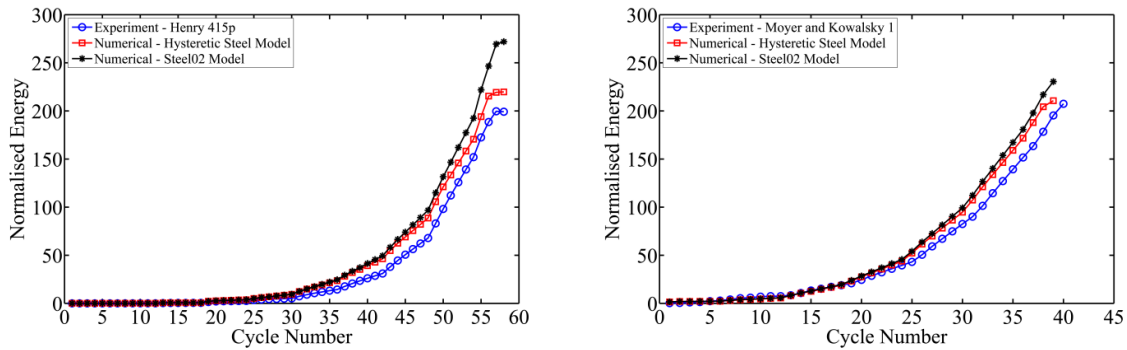 300
250
200
150
100
50
0
Normalised Energy
0 5 10 15 20 25 30 35 40 45 50 55 60
Cycle Number
Experiment - Henry 415p
Numerical - Hysteretic Steel Model
Numerical - Steel02 Model
300
250
200
150
100
50
0
Normalised Energy
0 5 10 15 20 25 30 35 40 45
Cycle Number
Experiment - Moyer and Kowalsky 1
Numerical - Hysteretic Steel Model
Numerical - Steel02 Model